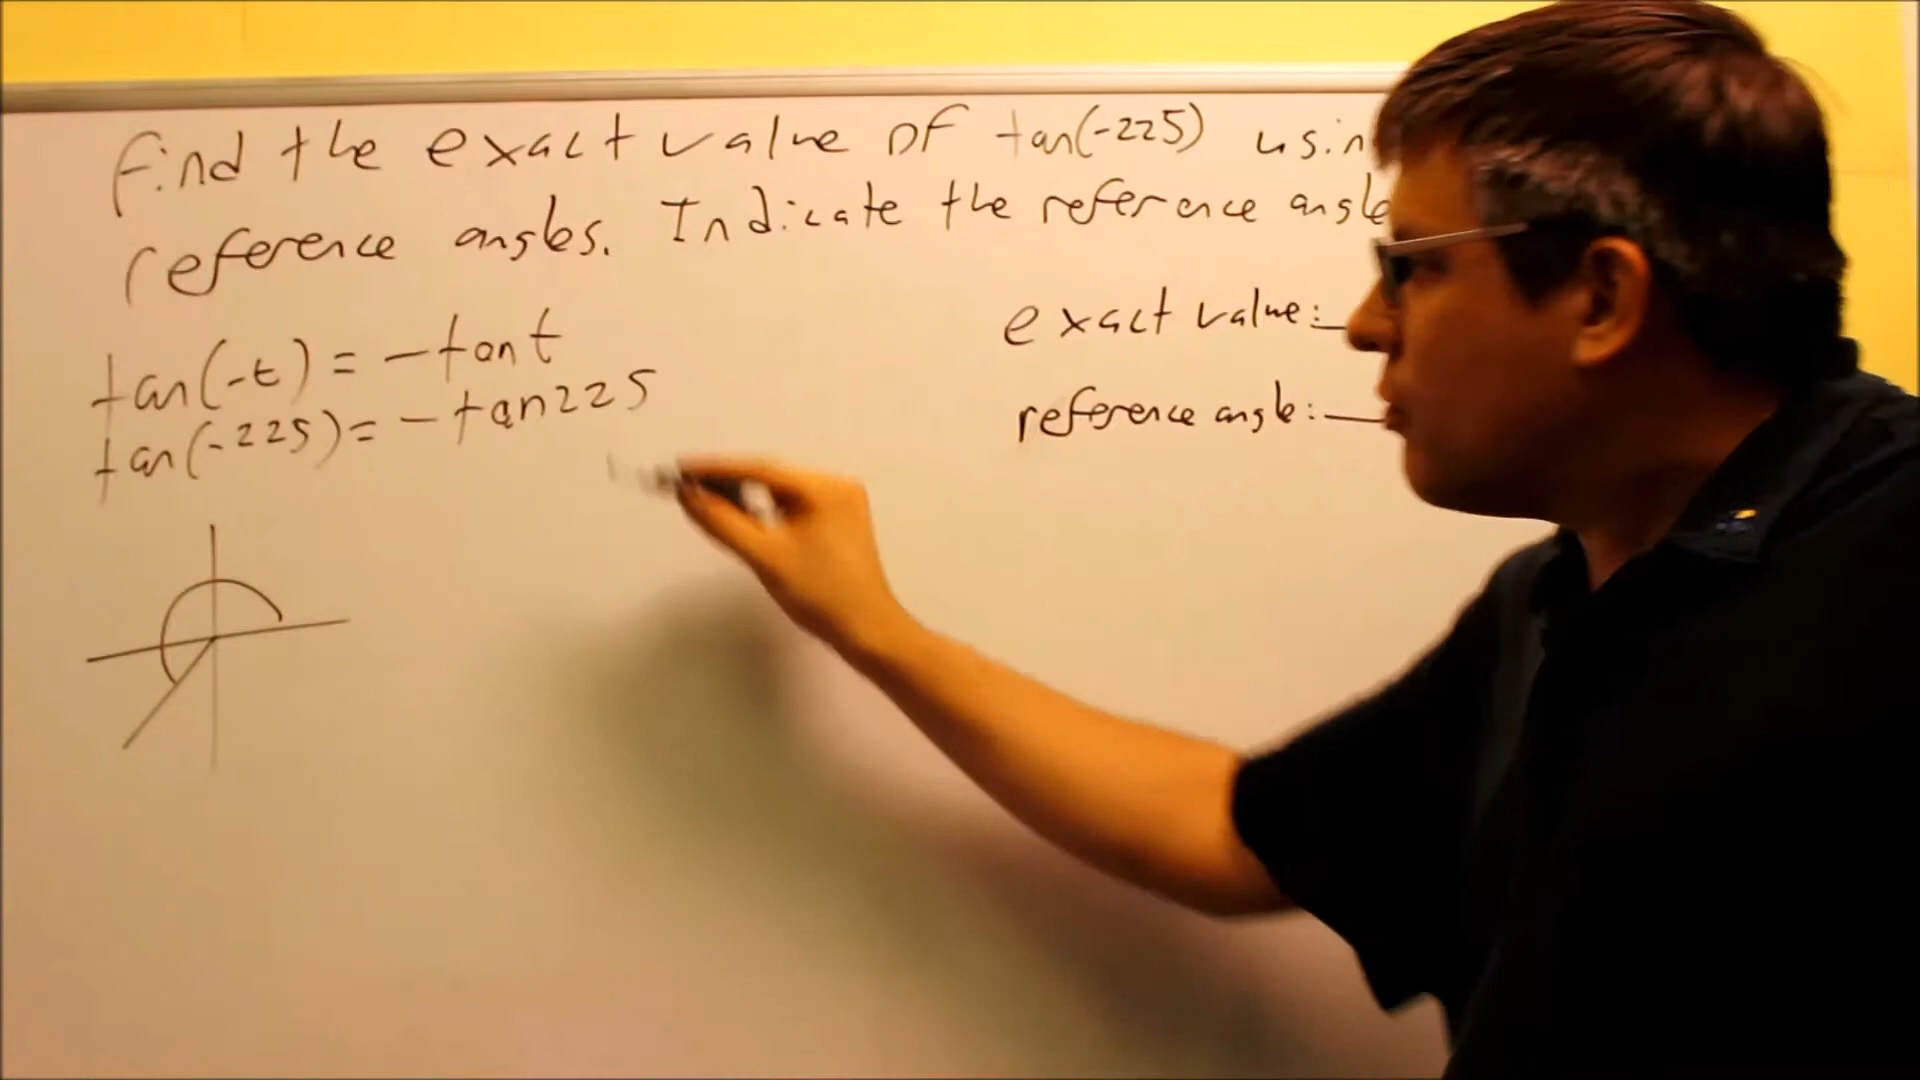 Find the exact value of tan(-225) usin
reference angles. Indicate the reference angle
tan(-t) = -tant
tan(-225) = -tan225
exact value:
reference angle: